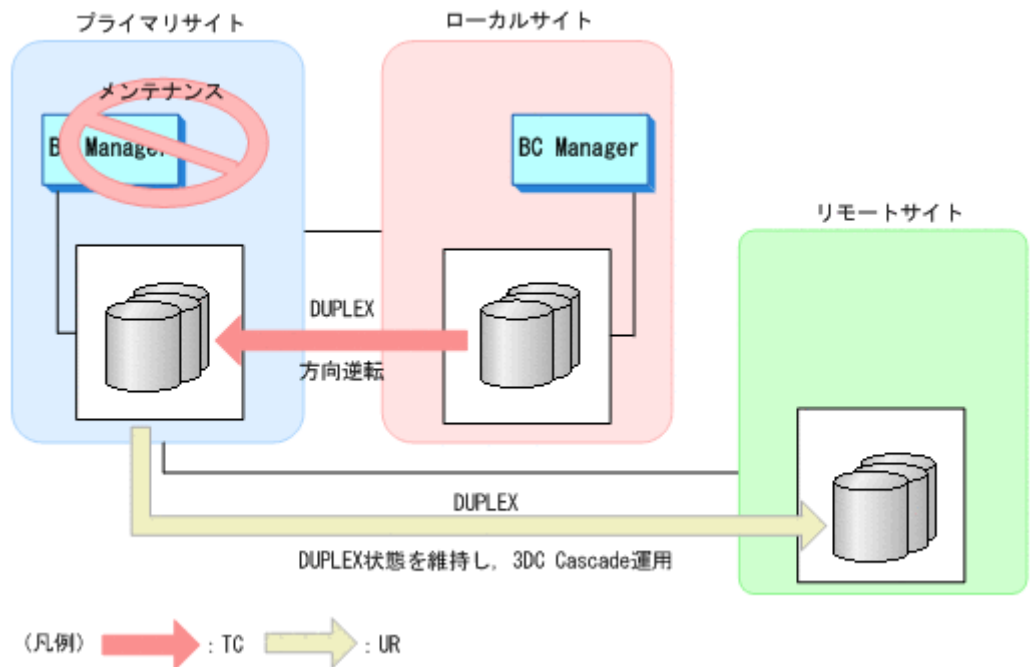 プライマリサイト
ローカルサイト
メンテナンス
BC Manager
BC Manager
リモートサイト
DUPLEX
方向逆転
DUPLEX
DUPLEX状態を維持し，3DC Cascade運用
（凡例） : TC : UR